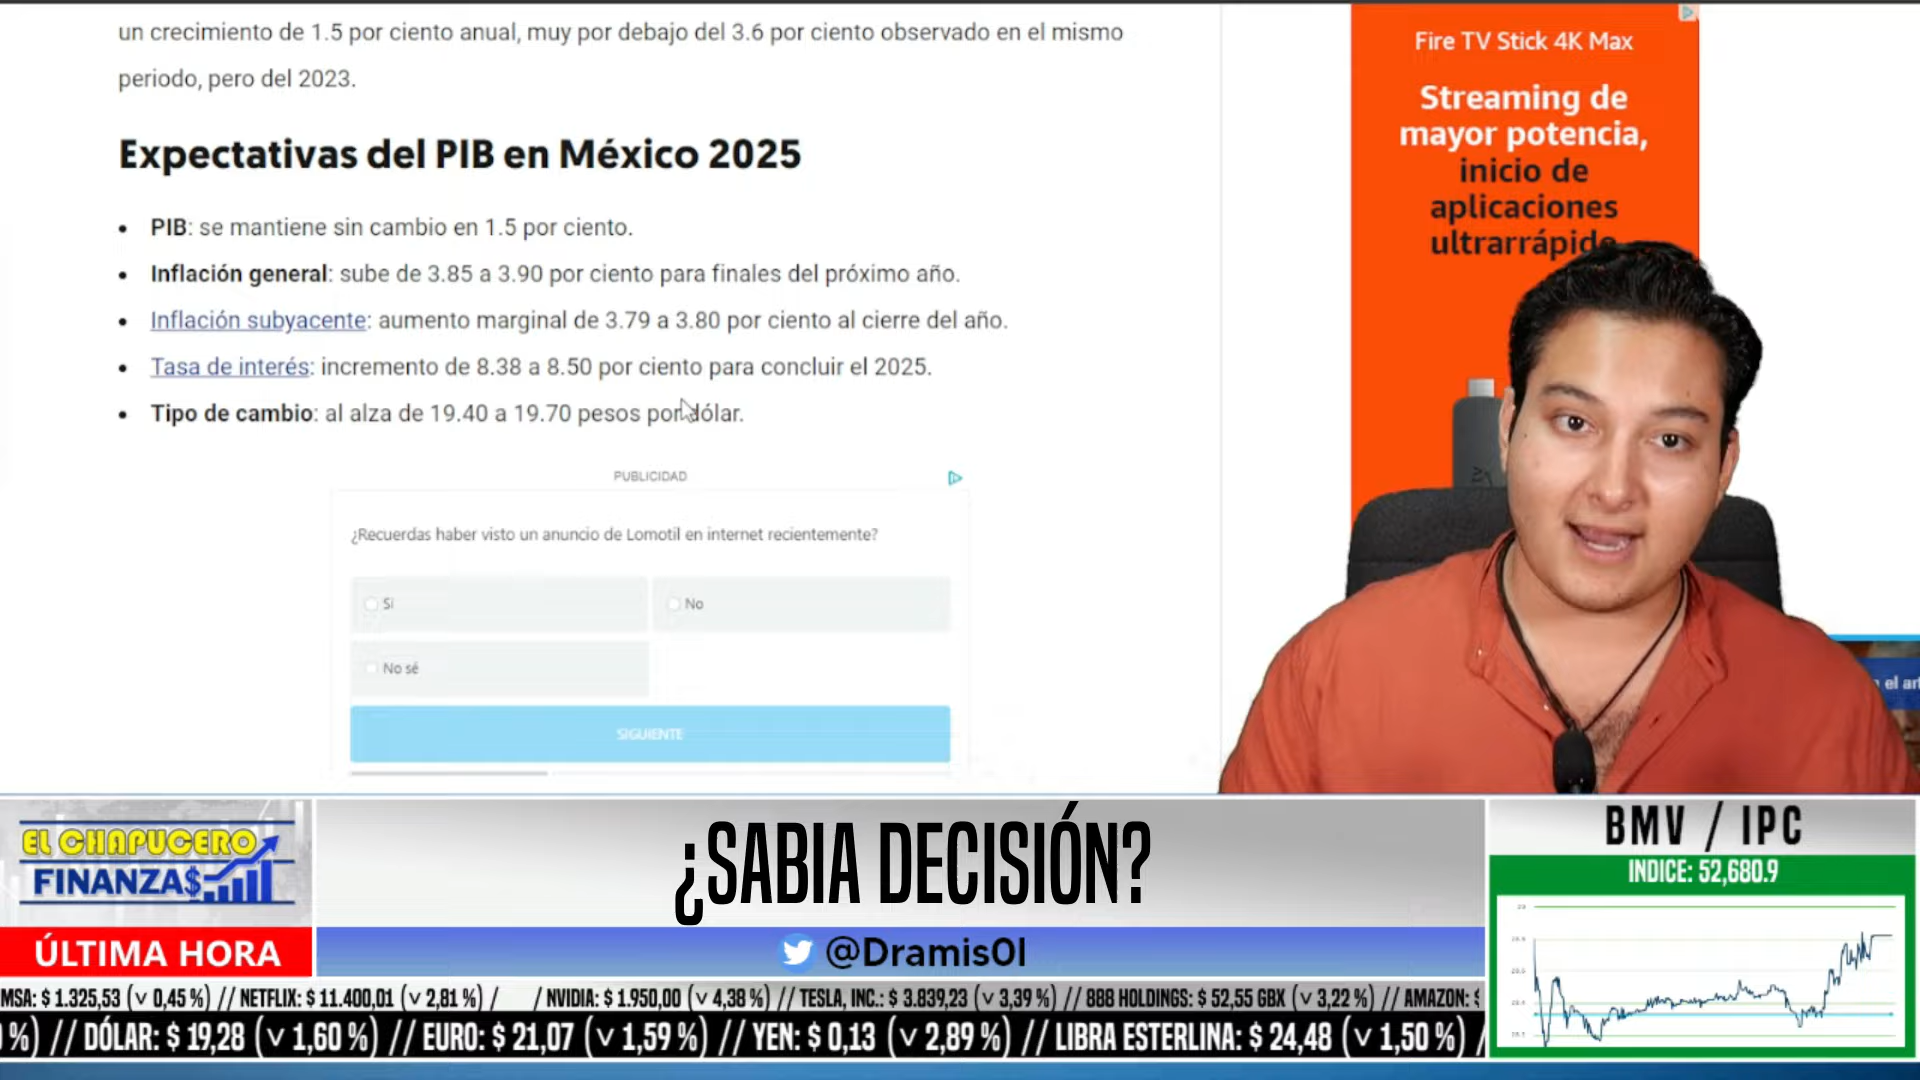 un crecimiento de 1.5 por ciento anual, muy por debajo del 3.6 por ciento observado en el mismo
periodo, pero del 2023.
Expectativas del PIB en México 2025
• PIB: se mantiene sin cambio en 1.5 por ciento.
• Inflación general: sube de 3.85 a 3.90 por ciento para finales del próximo año.
• Inflación subyacente: aumento marginal de 3.79 a 3.80 por ciento al cierre del año.
• Tasa de interés: incremento de 8.38 a 8.50 por ciento para concluir el 2025.
• Tipo de cambio: al alza de 19.40 a 19.70 pesos por dólar.
PUBLICIDAD
¿Recuerdas haber visto un anuncio de Lomotil en internet recientemente?
Sí
No
No sé
SIGUIENTE
Fire TV Stick 4K Max
Streaming de
mayor potencia,
inicio de
aplicaciones
ultrarrápido
el
EL CHAPUCERO
FINANZA$
¿SABIA DECISIÓN?
BMV / IPC
INDICE: 52,680.9
ÚLTIMA HORA
@Dramis01
MSA: $ 1.325,53 (v 0,45 %) // NETFLIX: $ 11.400,01 (v 2,81 %) / / NVIDIA: $ 1.950,00 (v 4,38 %) // TESLA, INC.: $ 3.839,23 (v 3,39 %) // 888 HOLDINGS: $ 52,55 GBX (v 3,22 %) // AMAZON: $
%) // DÓLAR: $ 19,28 (v 1,60 %) // EURO: $ 21,07 (v 1,59 %) // YEN: $ 0,13 (v 2,89 %) // LIBRA ESTERLINA: $ 24,48 (v 1,50 %) /